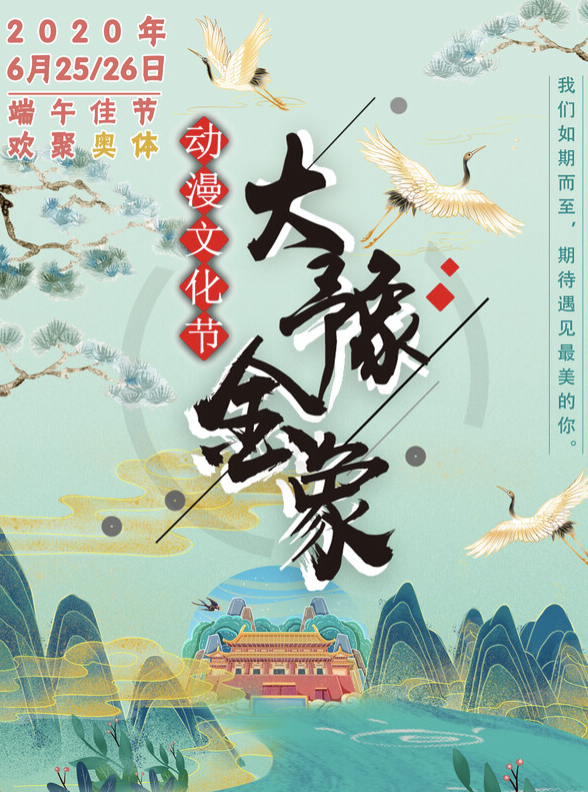 2020年
6月25/26日
端午佳节
欢聚奥体
动漫文化节
大豫
金象
我们如期而至，期待遇见最美的你。